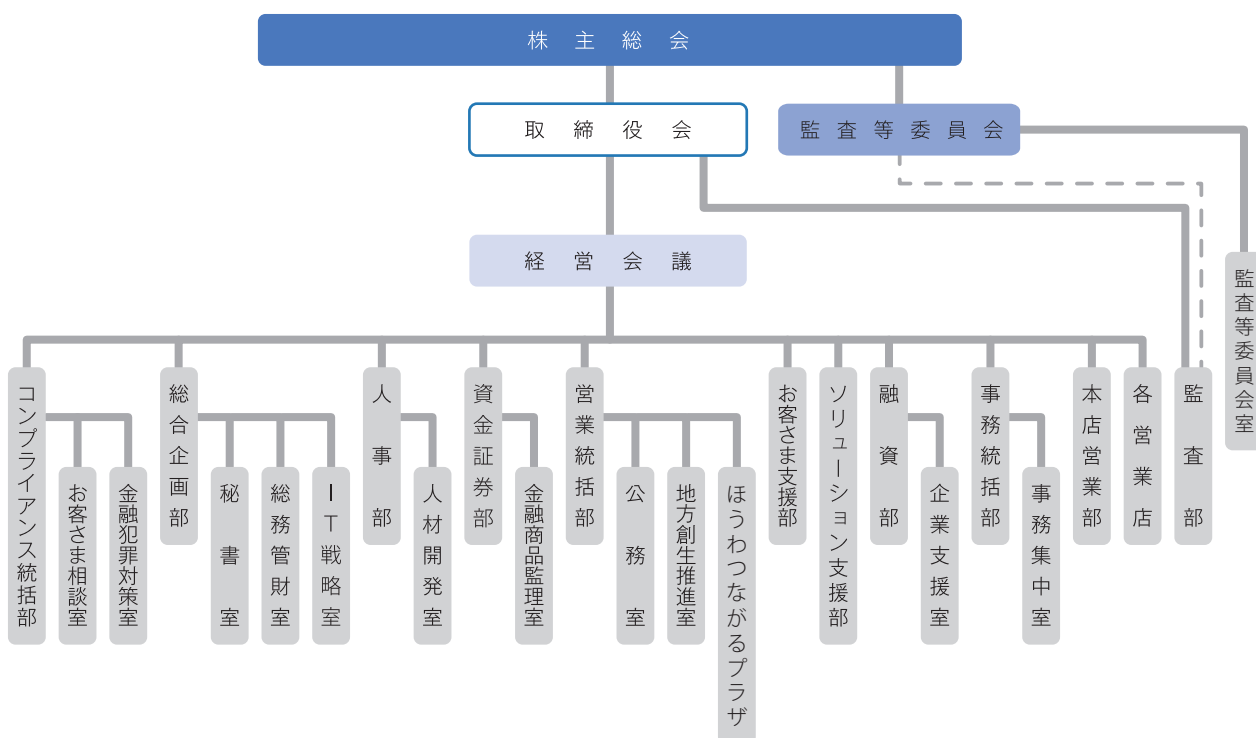 株主総会
取締役会
監査等委員会
経営会議
監査等委員会室
コンプライアンス統括部
お客さま相談室
金融犯罪対策室
総合企画部
秘書室
総務管財室
IT戦略室
人事部
人材開発室
資金証券部
金融商品監理室
営業統括部
公務室
地方創生推進室
ほうわつながるプラザ
お客さま支援部
ソリューション支援部
融資部
企業支援室
事務統括部
事務集中室
本店営業部
各営業店
監査部